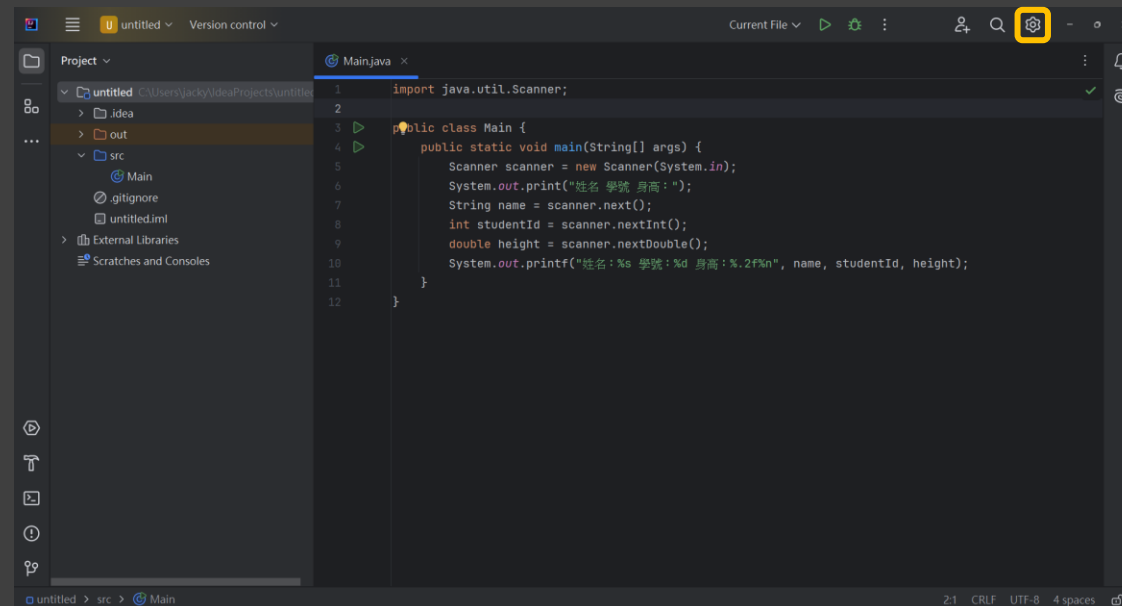 U untitled Version control Current File
Project
Main.java
untitled C:\Users\jacky\IdeaProjects\untitled
.idea
out
src
Main
.gitignore
untitled.iml
External Libraries
Scratches and Consoles
1 import java.util.Scanner;
2
3 public class Main {
4 public static void main(String[] args) {
5 Scanner scanner = new Scanner(System.in);
6 System.out.print("姓名 學號 身高：");
7 String name = scanner.next();
8 int studentId = scanner.nextInt();
9 double height = scanner.nextDouble();
10 System.out.printf("姓名：%s 學號：%d 身高：%.2f%n", name, studentId, height);
11 }
12 }
untitled > src > Main 2:1 CRLF UTF-8 4 spaces